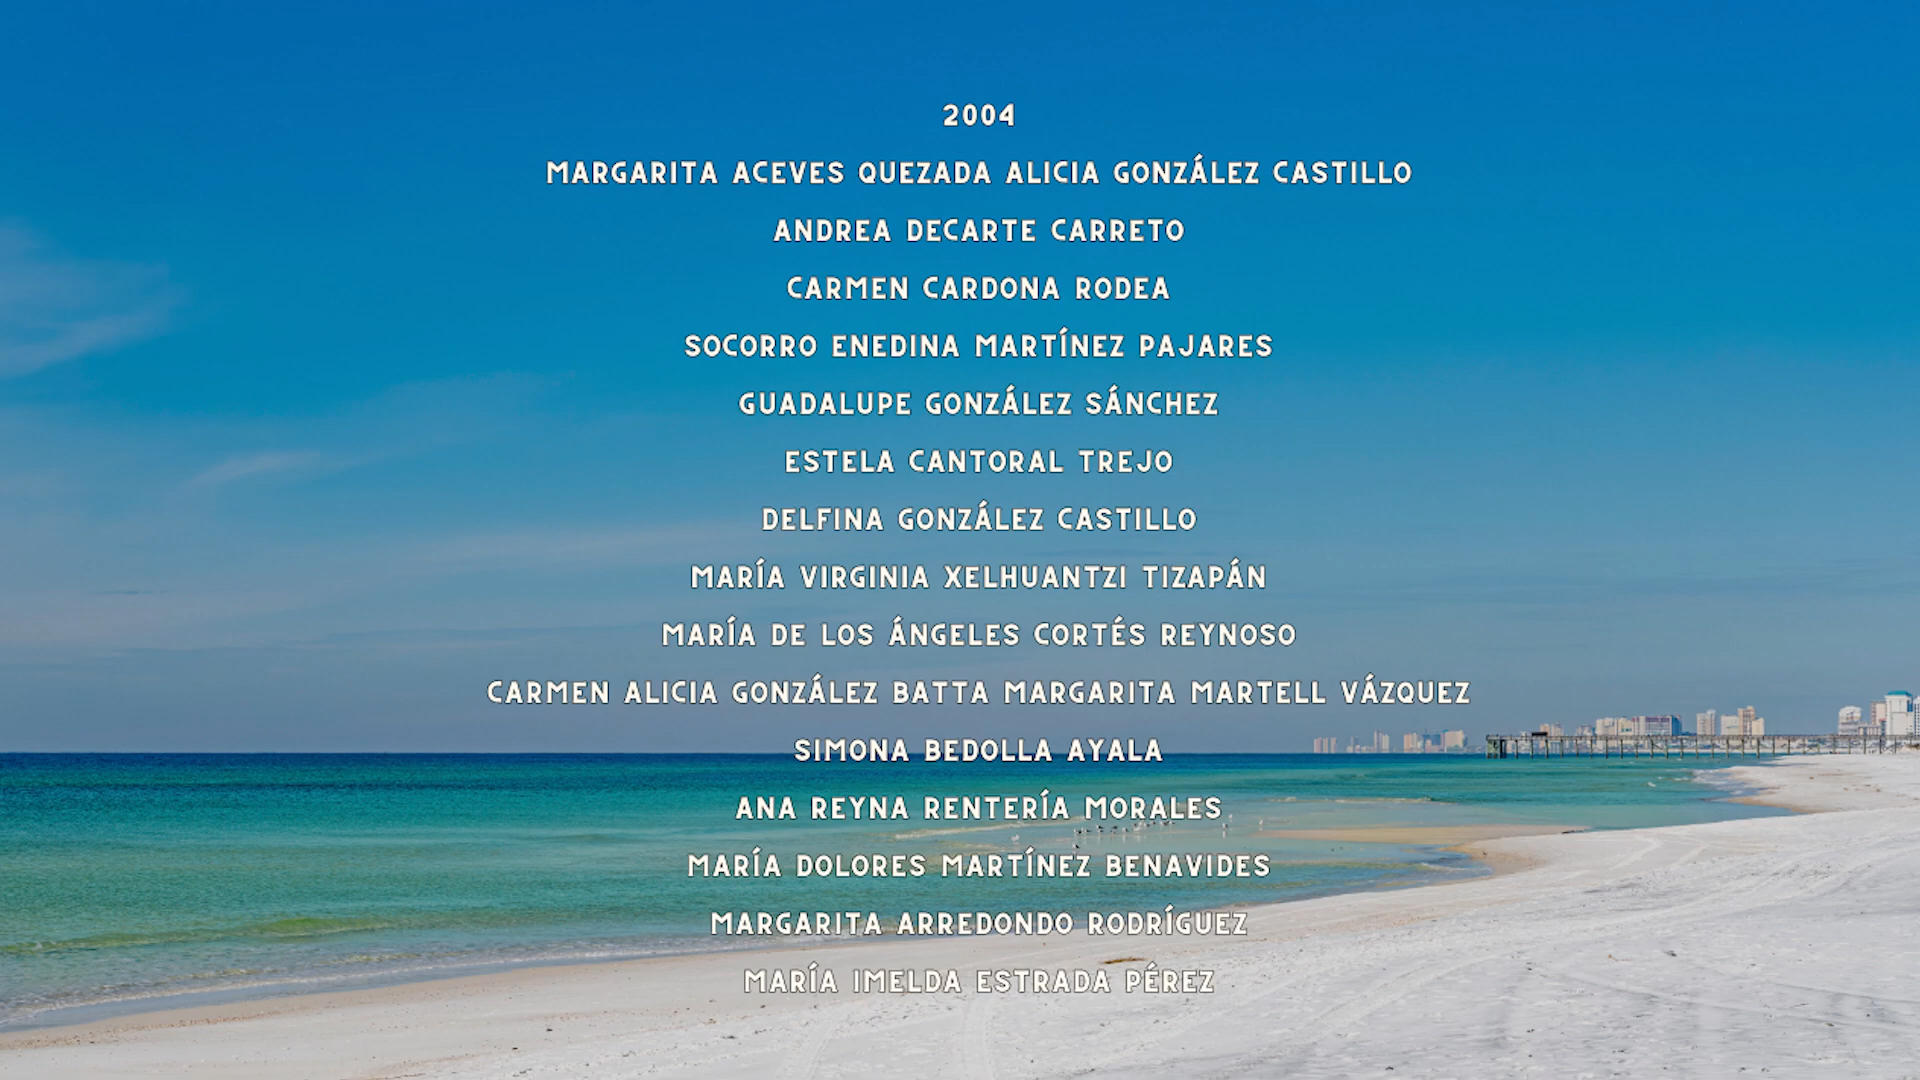 2004
MARGARITA ACEVES QUEZADA ALICIA GONZÁLEZ CASTILLO
ANDREA DECARTE CARRETO
CARMEN CARDONA RODEA
SOCORRO ENEDINA MARTÍNEZ PAJARES
GUADALUPE GONZÁLEZ SÁNCHEZ
ESTELA CANTORAL TREJO
DELFINA GONZÁLEZ CASTILLO
MARÍA VIRGINIA XELHUANTZI TIZAPÁN
MARÍA DE LOS ÁNGELES CORTÉS REYNOSO
CARMEN ALICIA GONZÁLEZ BATTA MARGARITA MARTELL VÁZQUEZ
SIMONA BEDOLLA AYALA
ANA REYNA RENTERÍA MORALES
MARÍA DOLORES MARTÍNEZ BENAVIDES
MARGARITA ARREDONDO RODRÍGUEZ
MARÍA IMELDA ESTRADA PÉREZ